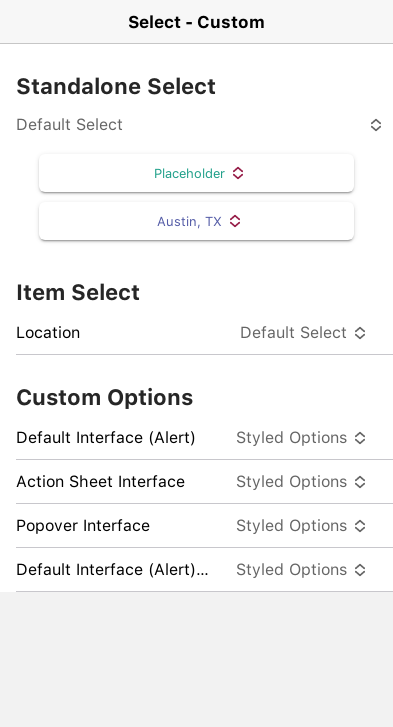 Select - Custom
Standalone Select
Default Select
Placeholder
Austin, TX
Item Select
Location Default Select
Custom Options
Default Interface (Alert) Styled Options
Action Sheet Interface Styled Options
Popover Interface Styled Options
Default Interface (Alert)... Styled Options